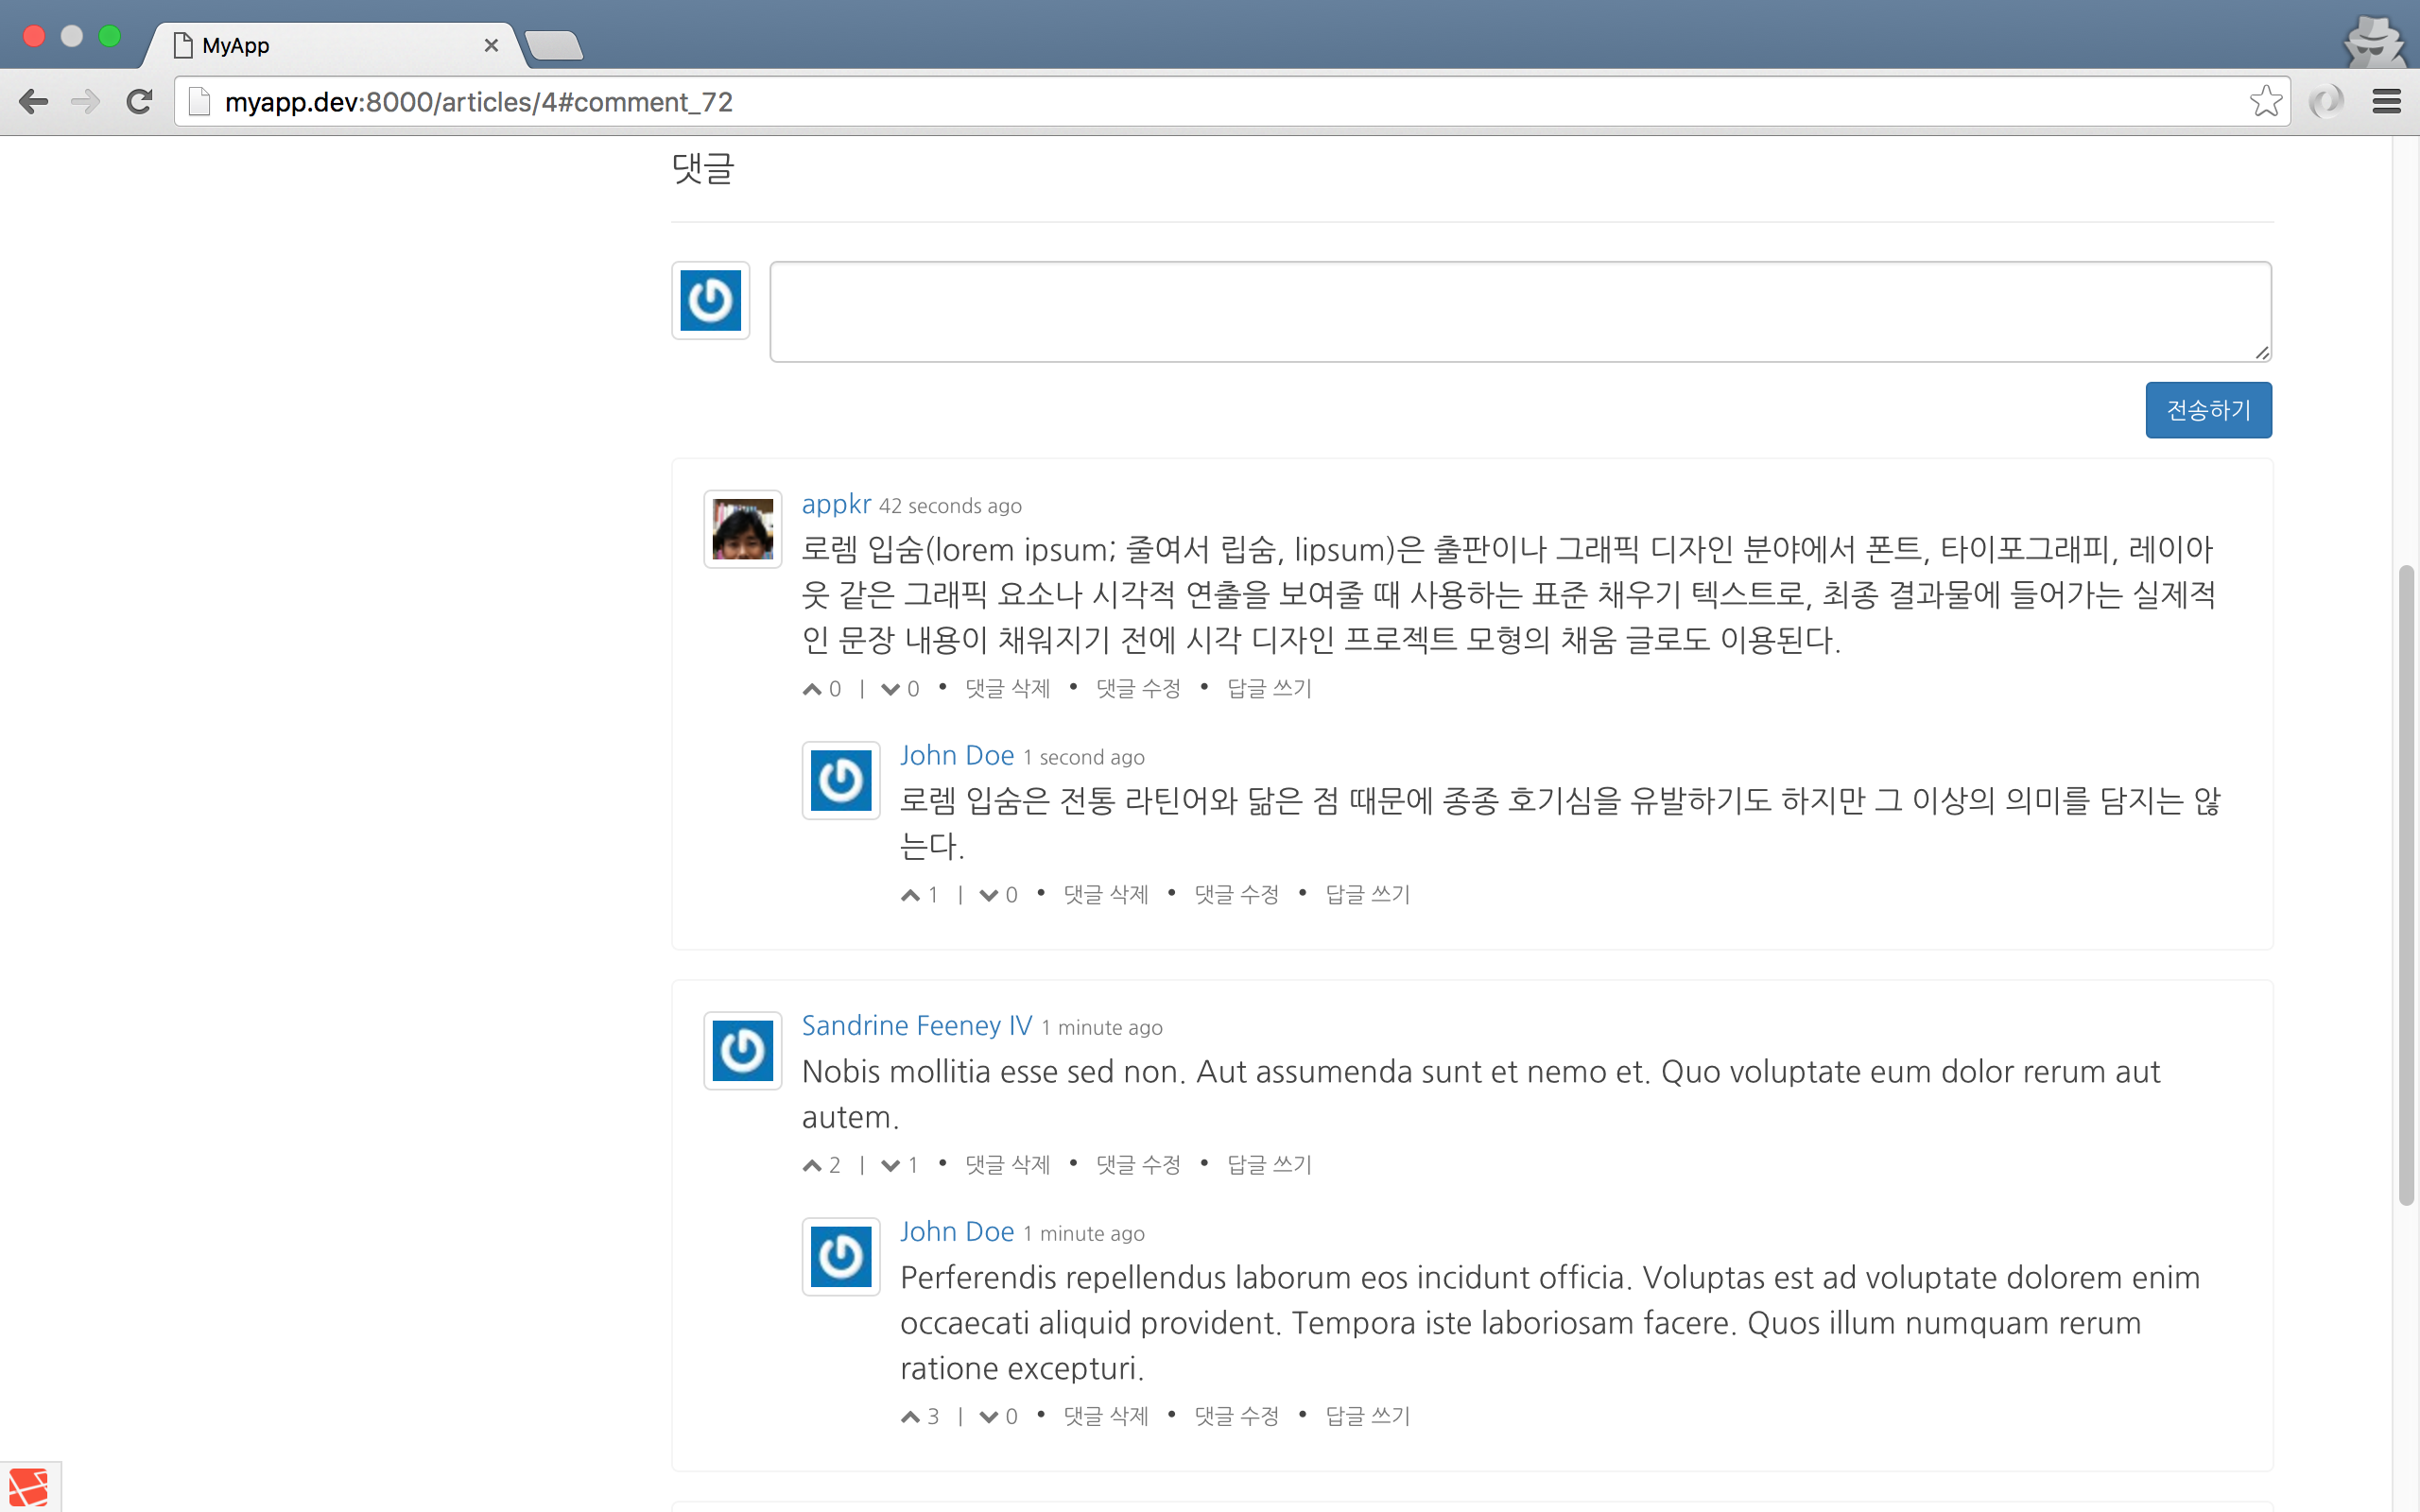 MyApp
myapp.dev:8000/articles/4#comment_72
댓글
전송하기
appkr 42 seconds ago
로렘 입숨(lorem ipsum; 줄여서 립숨, lipsum)은 출판이나 그래픽 디자인 분야에서 폰트, 타이포그래피, 레이아
웃 같은 그래픽 요소나 시각적 연출을 보여줄 때 사용하는 표준 채우기 텍스트로, 최종 결과물에 들어가는 실제적
인 문장 내용이 채워지기 전에 시각 디자인 프로젝트 모형의 채움 글로도 이용된다.
0 | 0 • 댓글 삭제 • 댓글 수정 • 답글 쓰기
John Doe 1 second ago
로렘 입숨은 전통 라틴어와 닮은 점 때문에 종종 호기심을 유발하기도 하지만 그 이상의 의미를 담지는 않
는다.
1 | 0 • 댓글 삭제 • 댓글 수정 • 답글 쓰기
Sandrine Feeney IV 1 minute ago
Nobis mollitia esse sed non. Aut assumenda sunt et nemo et. Quo voluptate eum dolor rerum aut
autem.
2 | 1 • 댓글 삭제 • 댓글 수정 • 답글 쓰기
John Doe 1 minute ago
Perferendis repellendus laborum eos incidunt officia. Voluptas est ad voluptate dolorem enim
occaecati aliquid provident. Tempora iste laboriosam facere. Quos illum numquam rerum
ratione excepturi.
3 | 0 • 댓글 삭제 • 댓글 수정 • 답글 쓰기